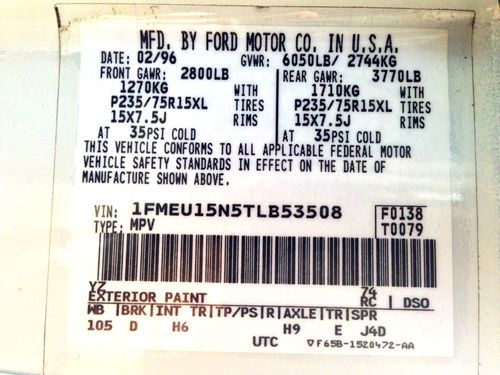 MFD. BY FORD MOTOR CO. IN U.S.A.
DATE: 02/96 GVWR: 6050LB/ 2744KG
FRONT GAWR: 2800LB REAR GAWR: 3770LB
1270KG WITH 1710KG WITH
P235/75R15XL TIRES P235/75R15XL TIRES
15X7.5J RIMS 15X7.5J RIMS
AT 35PSI COLD AT 35PSI COLD
THIS VEHICLE CONFORMS TO ALL APPLICABLE FEDERAL MOTOR
VEHICLE SAFETY STANDARDS IN EFFECT ON THE DATE OF
MANUFACTURE SHOWN ABOVE.
VIN: 1FMEU15N5TLB53508 F0138
TYPE: MPV T0079
YZ 74
EXTERIOR PAINT RC DSO
WB BRK INT TR TP/PS R AXLE TR SPR
105 D H6 H9 E J4D
UTC ▽F65B-1520472-AA